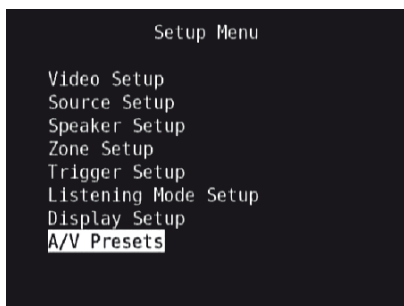 Setup Menu
Video Setup
Source Setup
Speaker Setup
Zone Setup
Trigger Setup
Listening Mode Setup
Display Setup
A/V Presets